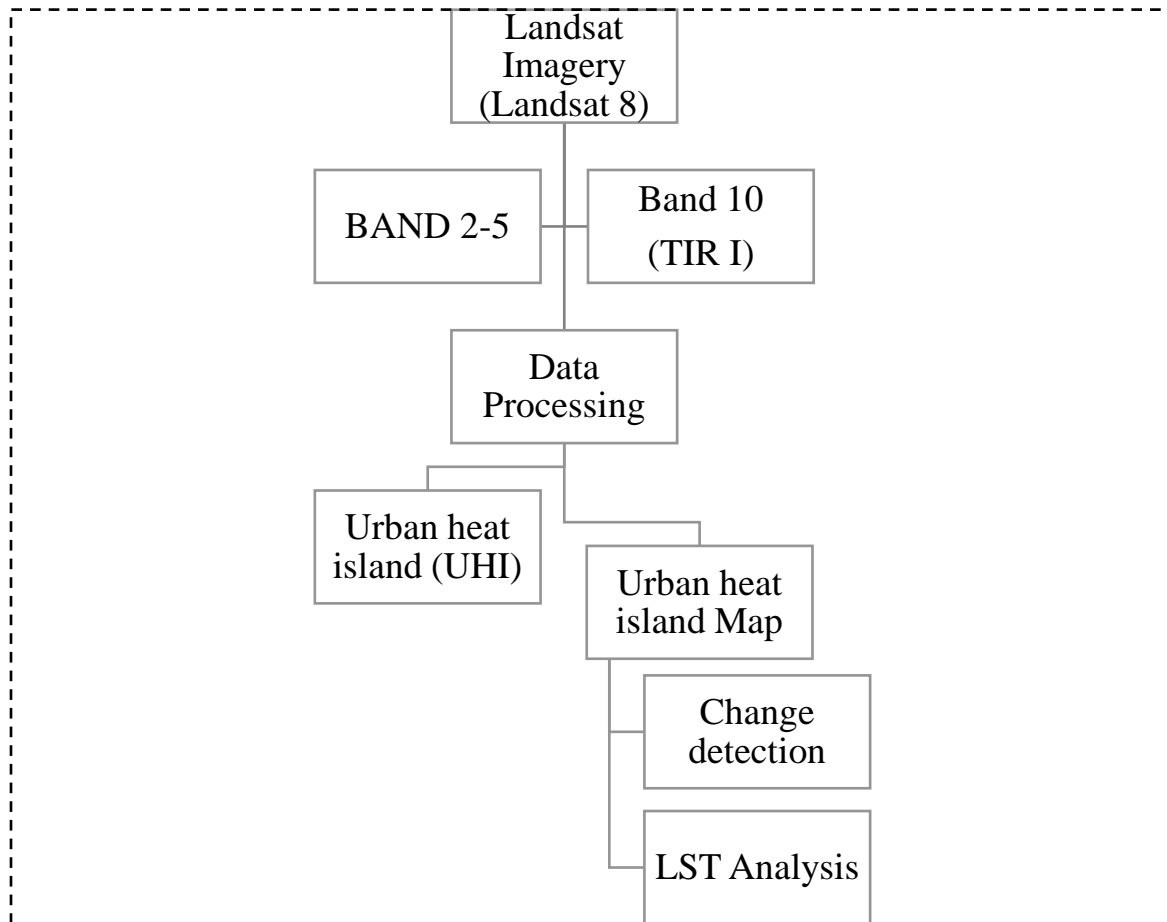 Landsat
Imagery
(Landsat 8)
BAND 2-5
Band 10
(TIR I)
Data
Processing
Urban heat
island (UHI)
Urban heat
island Map
Change
detection
LST Analysis